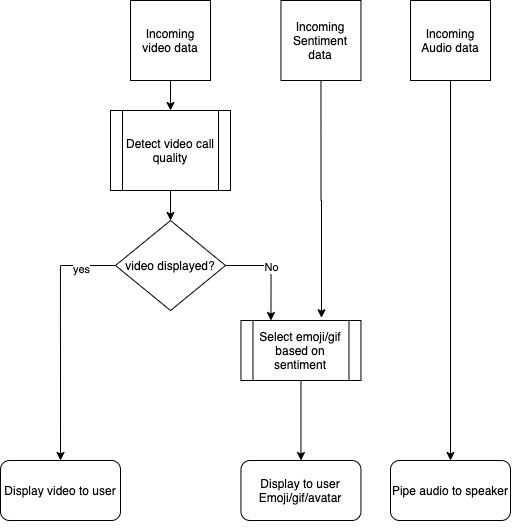 Incoming
video data
Incoming
Sentiment
data
Incoming
Audio data
Detect video call
quality
video displayed?
yes
No
Select emoji/gif
based on
sentiment
Display video to user
Display to user
Emoji/gif/avatar
Pipe audio to speaker